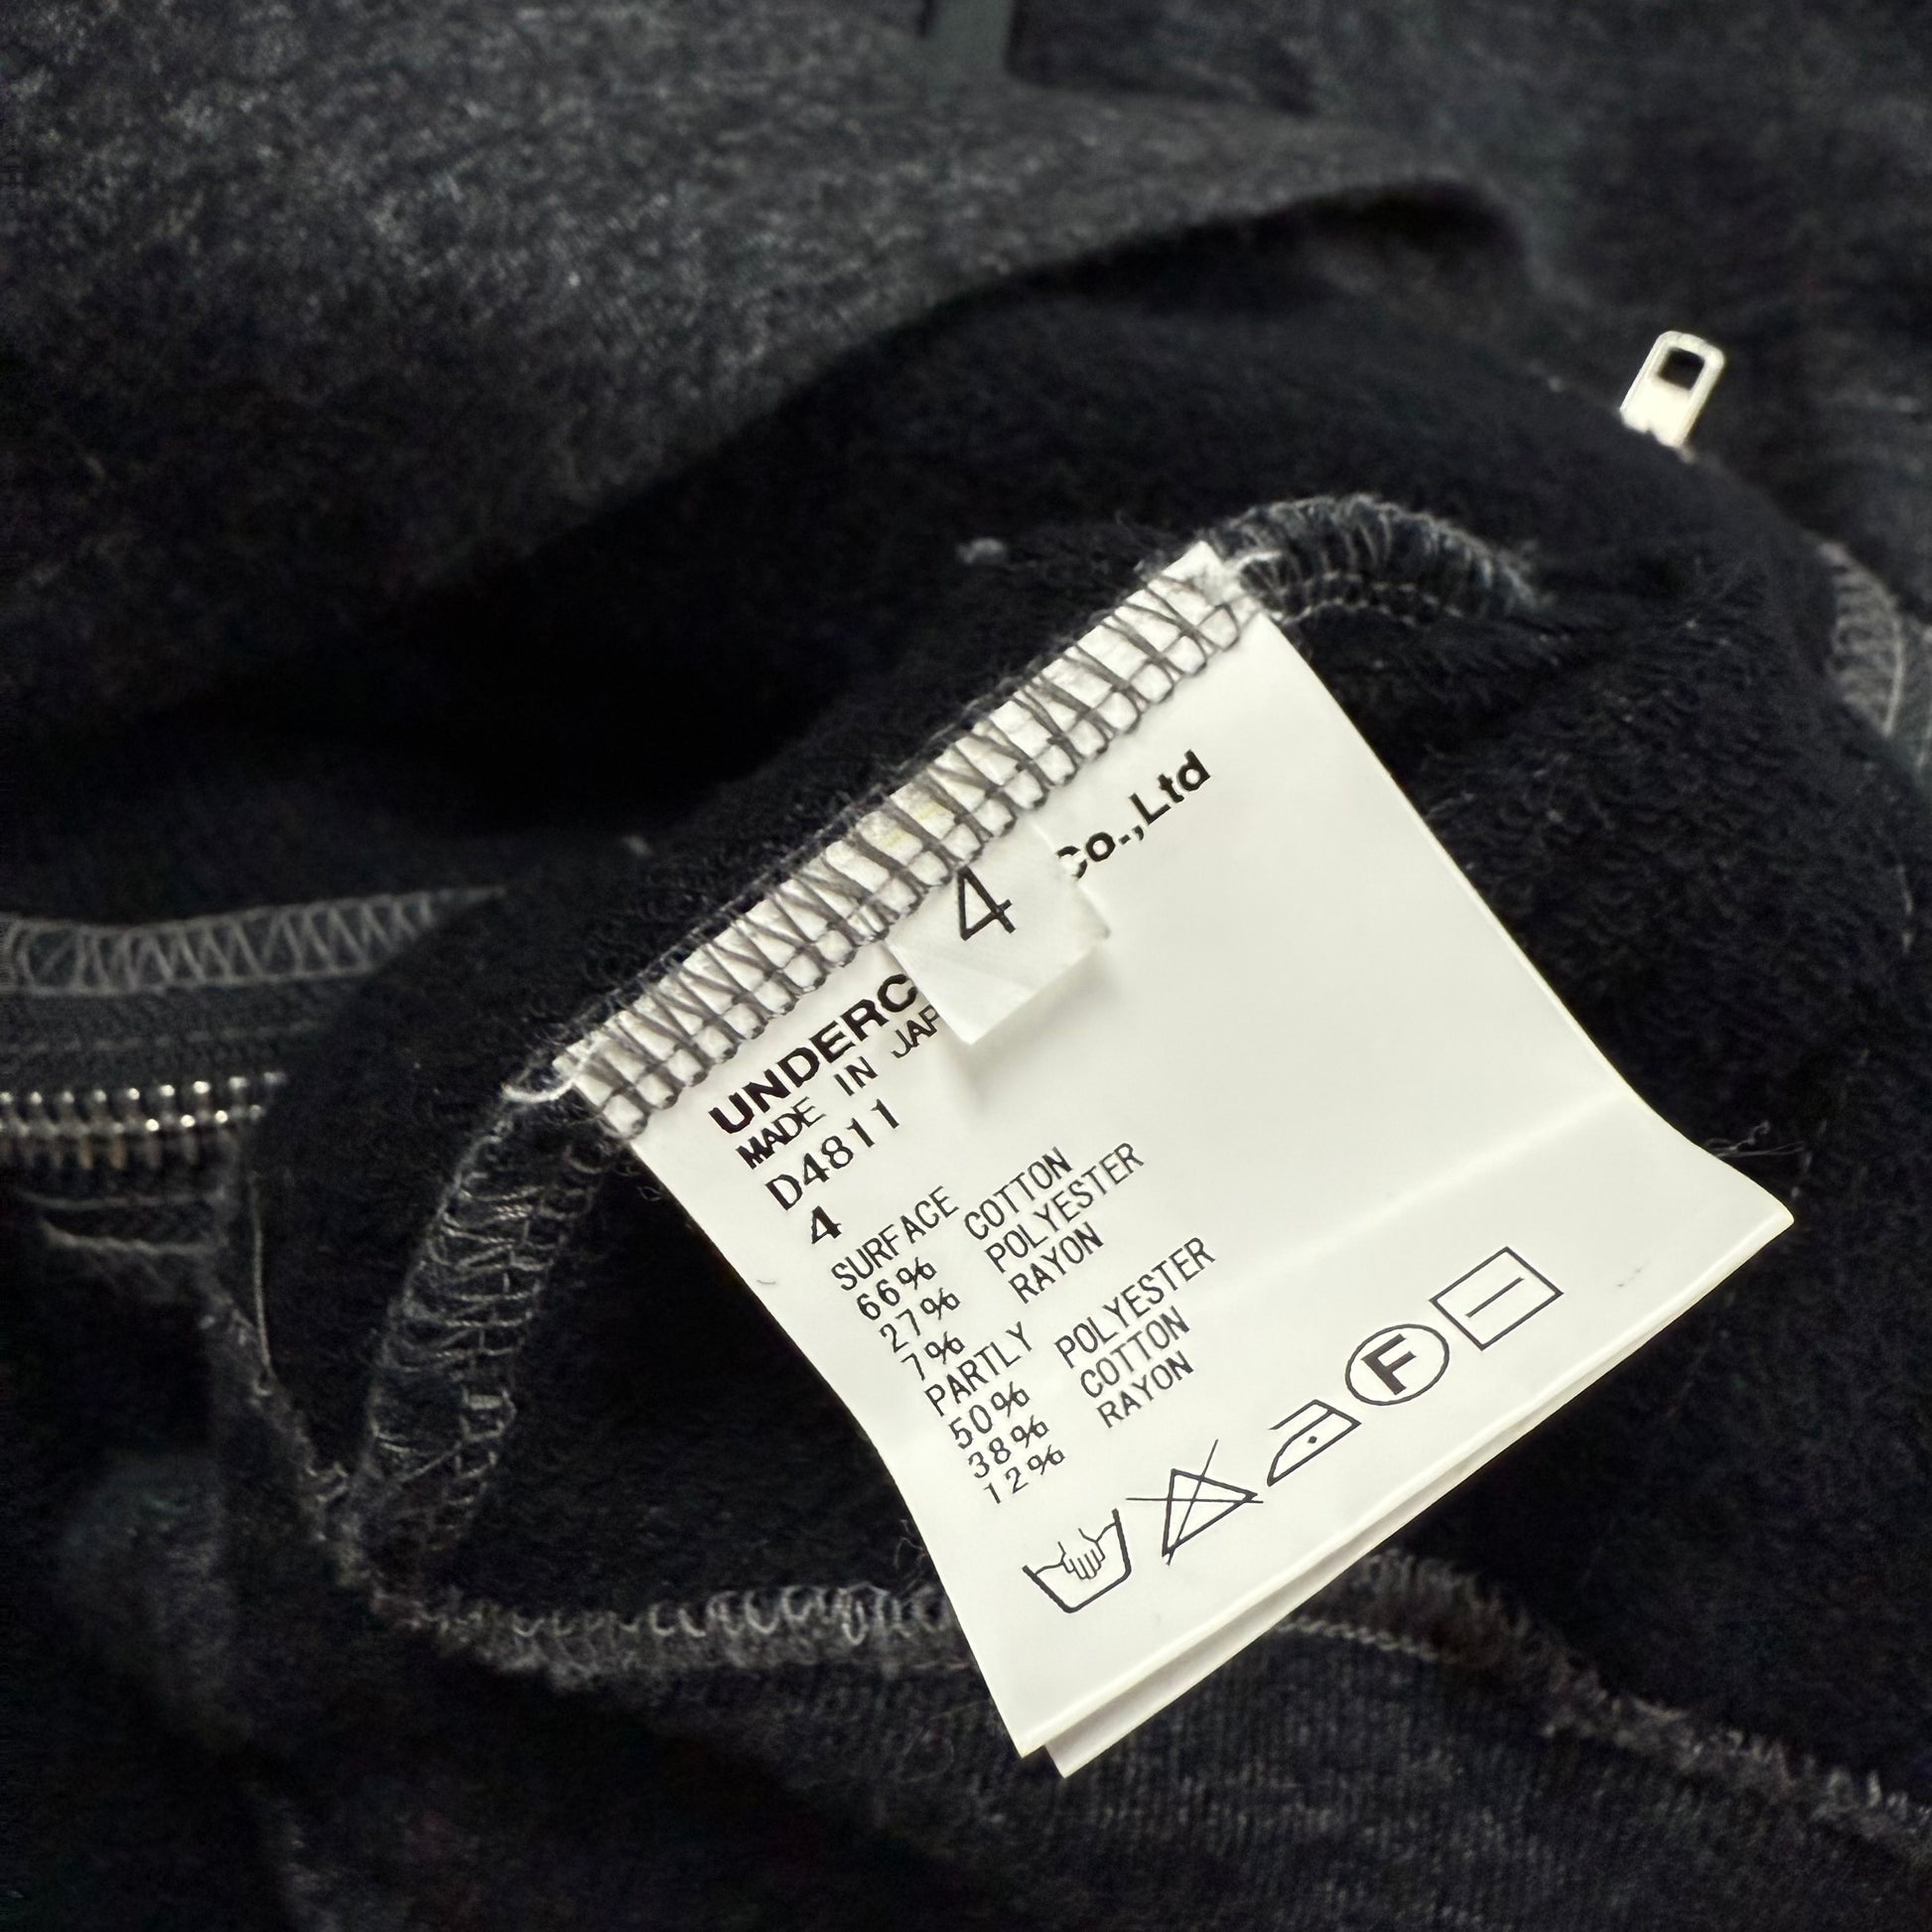 4
UNDERC Co.,Ltd
MADE IN JAP
D4811
4
SURFACE
66% COTTON
27% POLYESTER
7% RAYON
PARTLY
50% POLYESTER
38% COTTON
12% RAYON
F